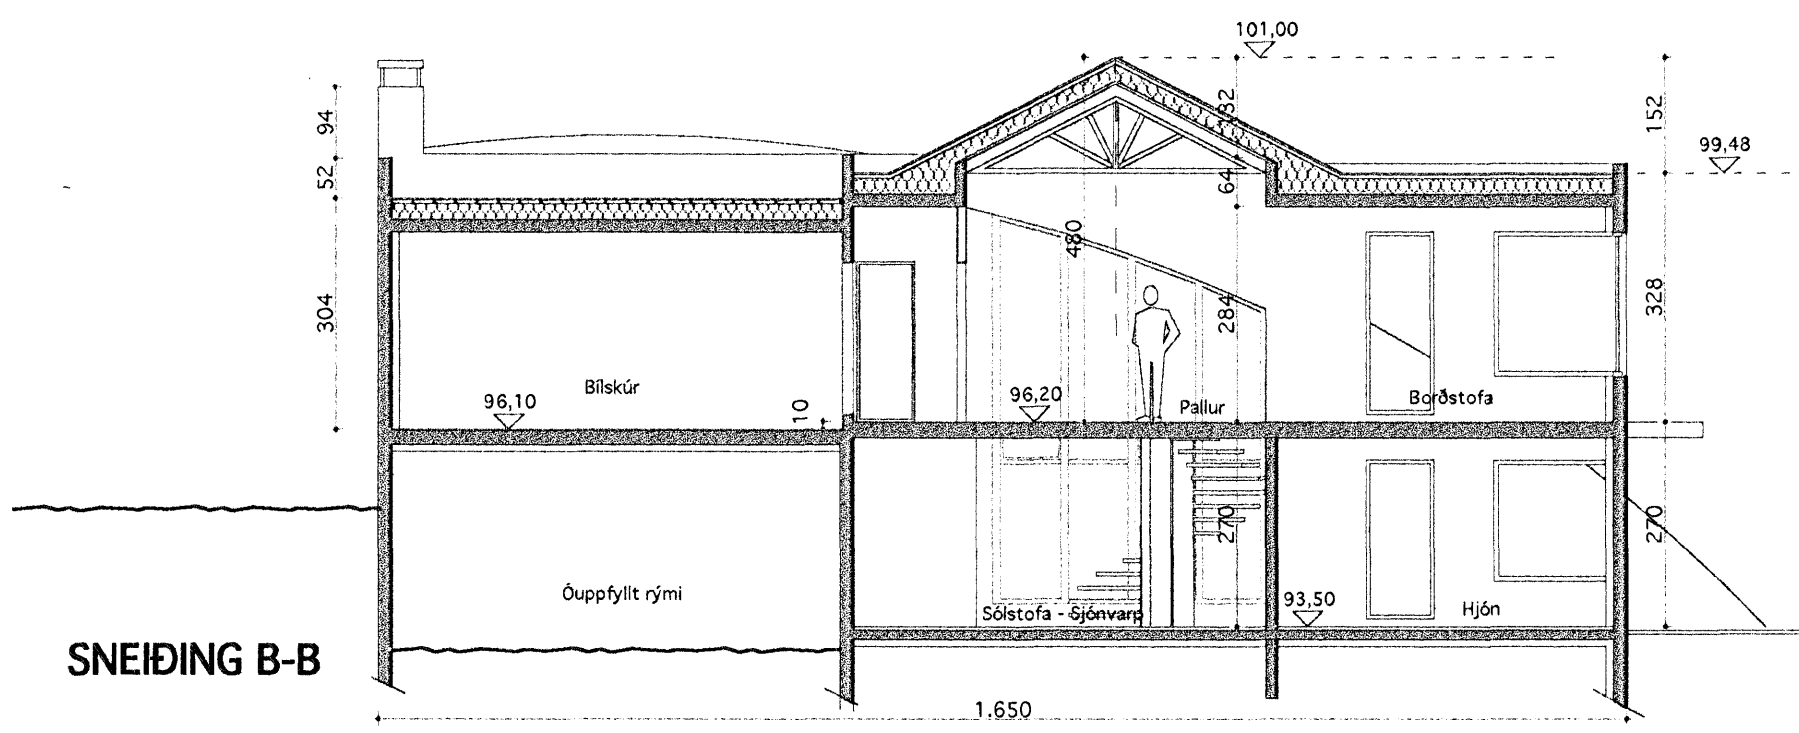 101,00
94
132
152
99,48
52
64
480
304
284
328
Bílskúr
96,10
10
96,20
Pallur
Borðstofa
270
270
Óuppfyllt rými
Sólstofa - Sjónvarp
93,50
Hjón
SNEIÐING B-B
1.650